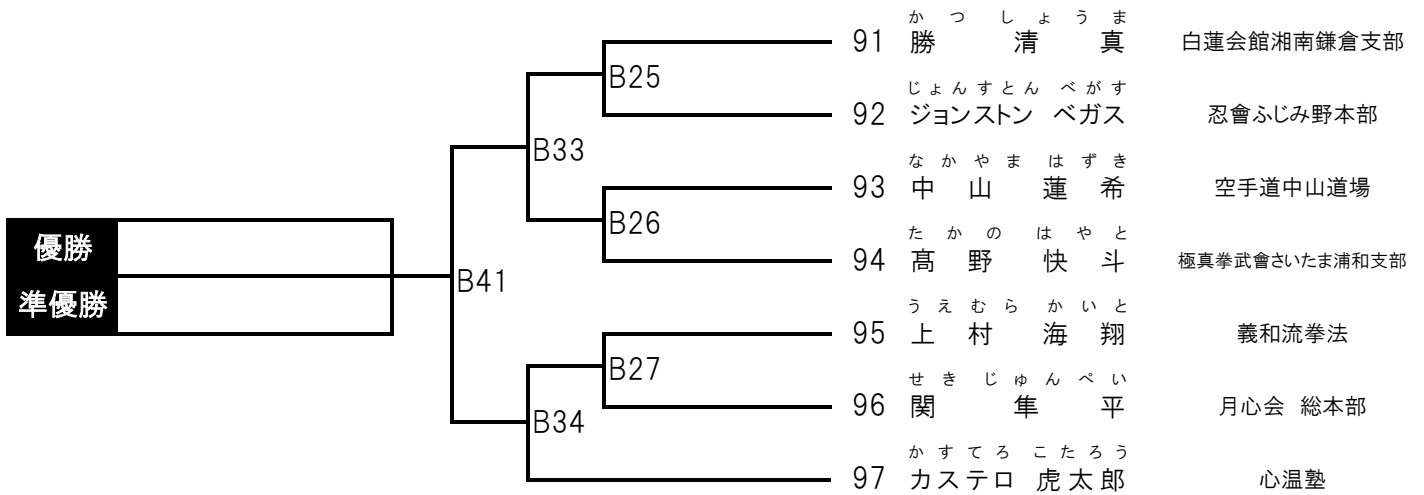 かつ しょうま
91 勝 清真 白蓮会館湘南鎌倉支部
B25
じょんすとん べがす
92 ジョンストン ベガス 忍會ふじみ野本部
B33
なかやま はずき
93 中山 蓮希 空手道中山道場
B26
たかの はやと
94 髙野 快斗 極真拳武會さいたま浦和支部
優勝
準優勝
B41
うえむら かいと
95 上村 海翔 義和流拳法
B27
せき じゅんぺい
96 関 隼平 月心会 総本部
B34
かすてろ こたろう
97 カステロ 虎太郎 心温塾